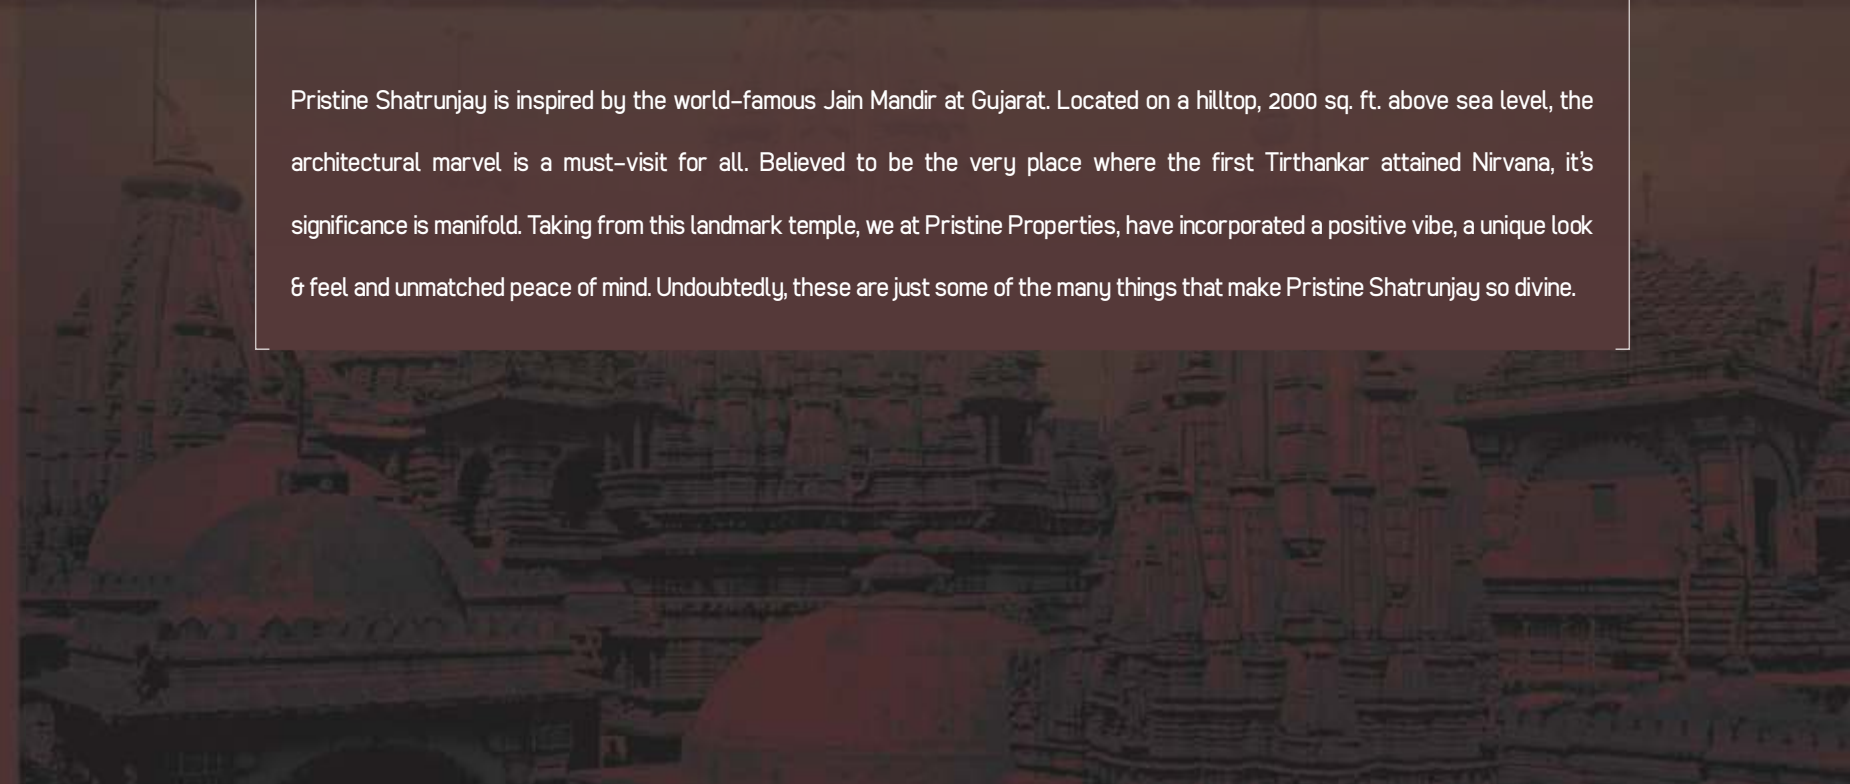 Pristine Shatrunjay is inspired by the world-famous Jain Mandir at Gujarat. Located on a hilltop, 2000 sq. ft. above sea level, the
architectural marvel is a must-visit for all. Believed to be the very place where the first Tirthankar attained Nirvana, it's
significance is manifold. Taking from this landmark temple, we at Pristine Properties, have incorporated a positive vibe, a unique look
& feel and unmatched peace of mind. Undoubtedly, these are just some of the many things that make Pristine Shatrunjay so divine.